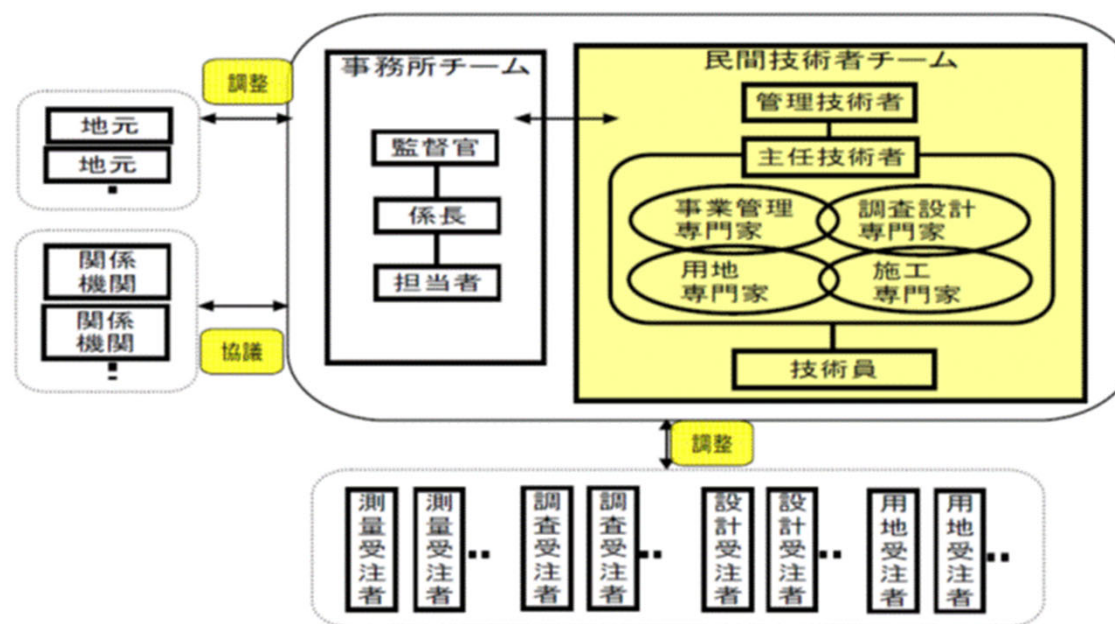 事務所チーム
監督官
係長
担当者
民間技術者チーム
管理技術者
主任技術者
事業管理
専門家
調査設計
専門家
用地
専門家
施工
専門家
技術員
調整
地元
地元
関係
機関
関係
機関
協議
調整
測量受注者
測量受注者
調査受注者
調査受注者
設計受注者
設計受注者
用地受注者
用地受注者